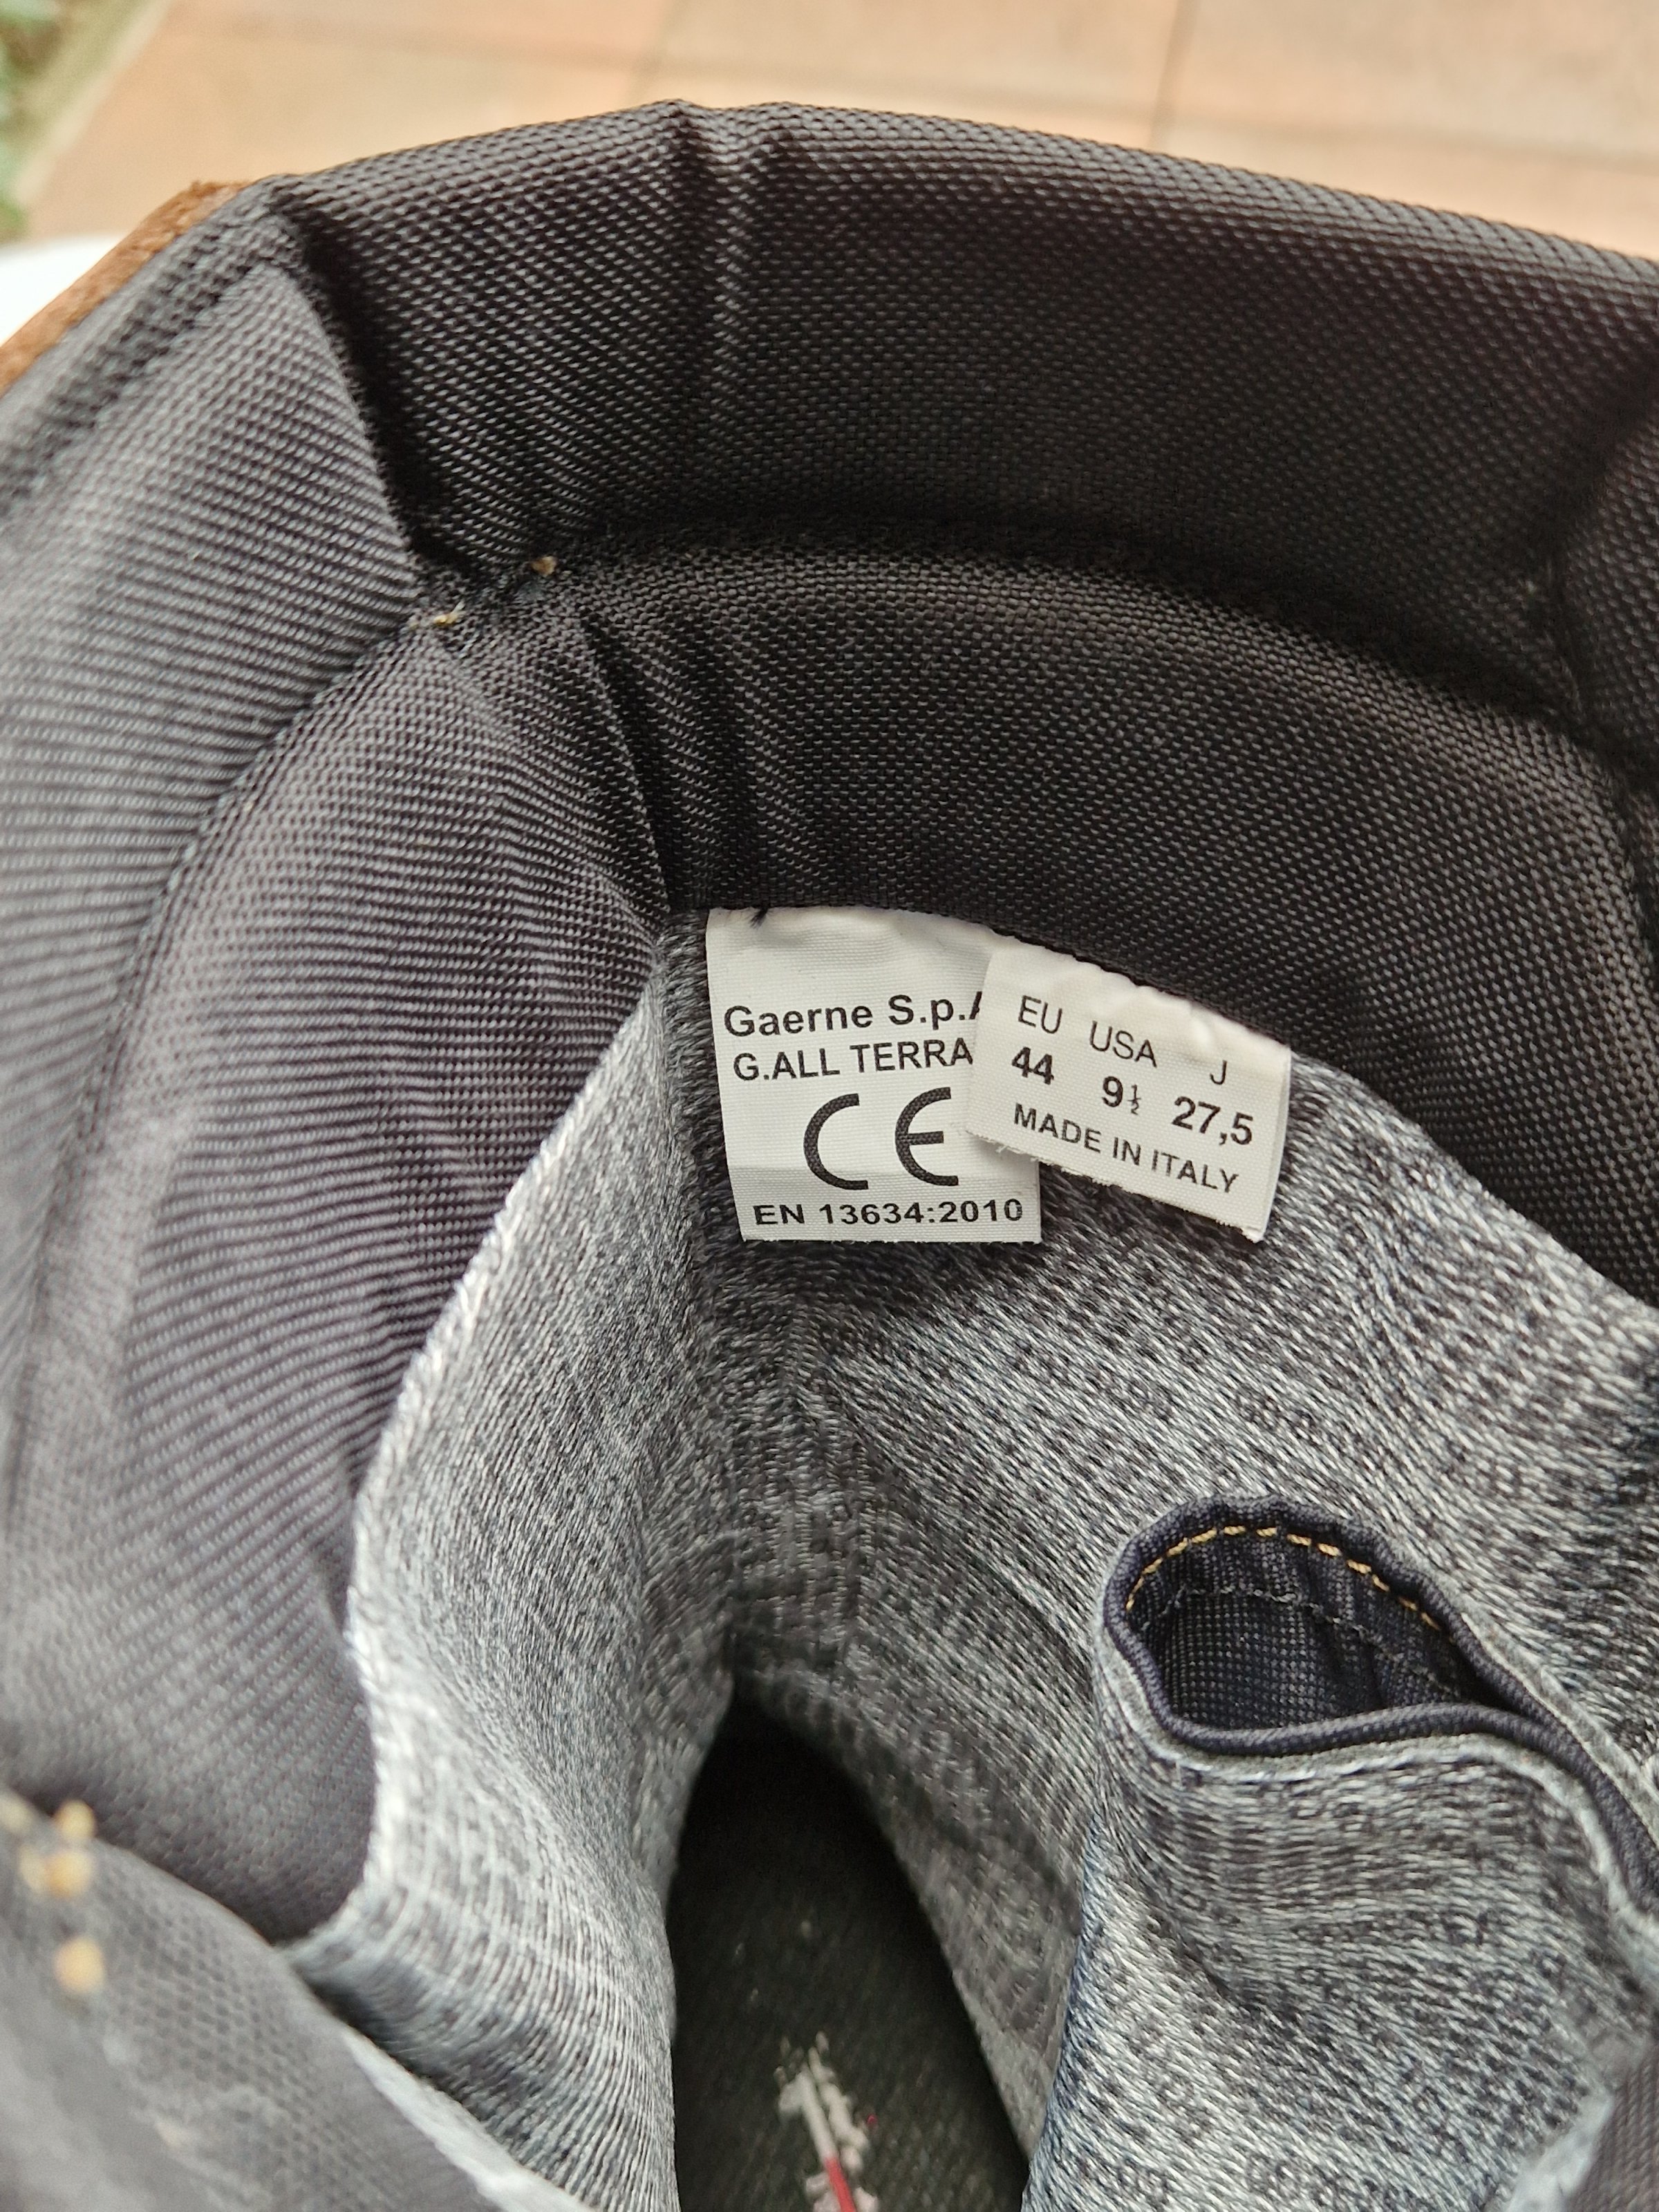 Gaerne S.p.A
G.ALL TERRA
CE
EN 13634:2010
EU USA J
44 9½ 27,5
MADE IN ITALY